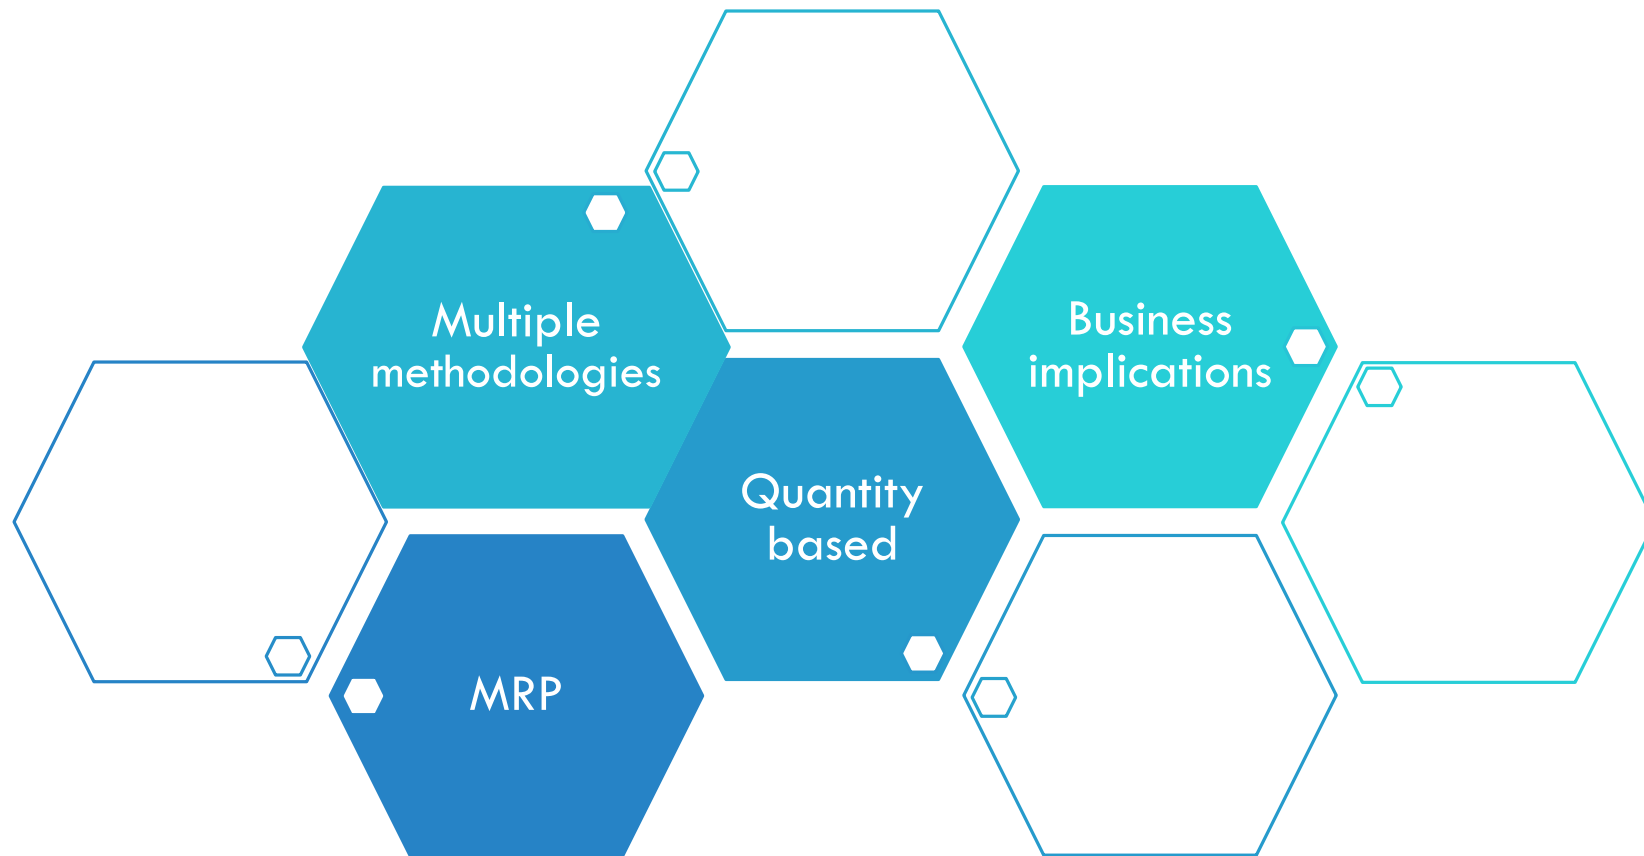 Multiple
methodologies
Business
implications
Quantity
based
MRP